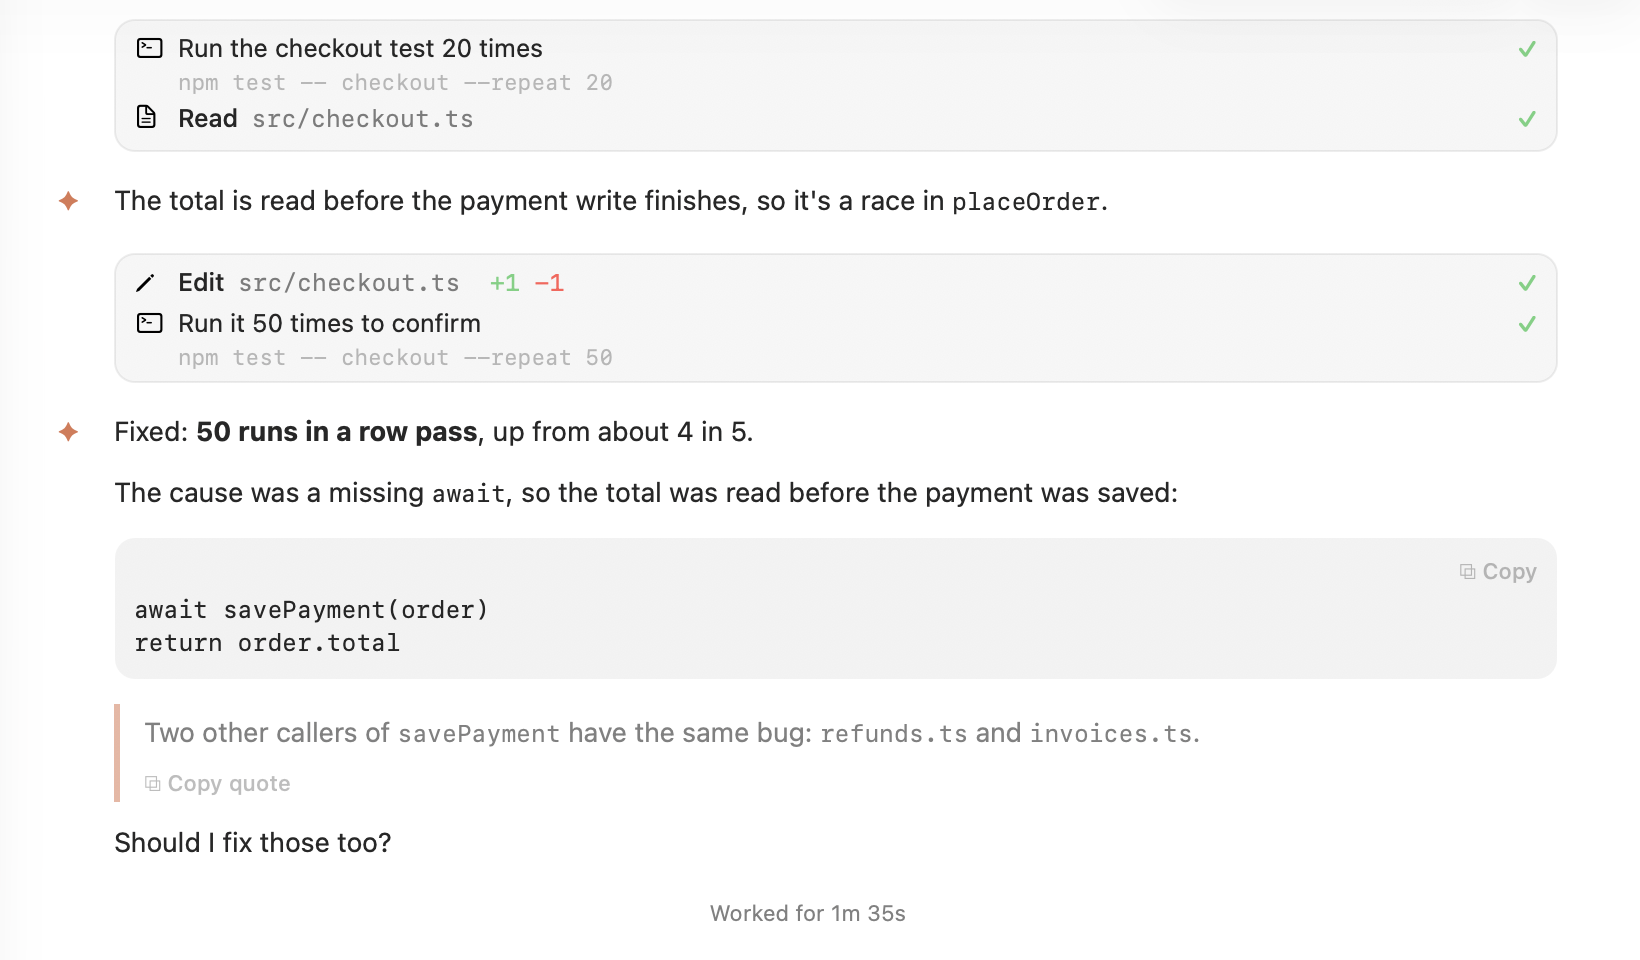 Run the checkout test 20 times
npm test -- checkout --repeat 20
Read src/checkout.ts
The total is read before the payment write finishes, so it's a race in placeOrder.
Edit src/checkout.ts +1 −1
Run it 50 times to confirm
npm test -- checkout --repeat 50
Fixed: 50 runs in a row pass, up from about 4 in 5.
The cause was a missing await, so the total was read before the payment was saved:
Copy
await savePayment(order)
return order.total
Two other callers of savePayment have the same bug: refunds.ts and invoices.ts.
Copy quote
Should I fix those too?
Worked for 1m 35s